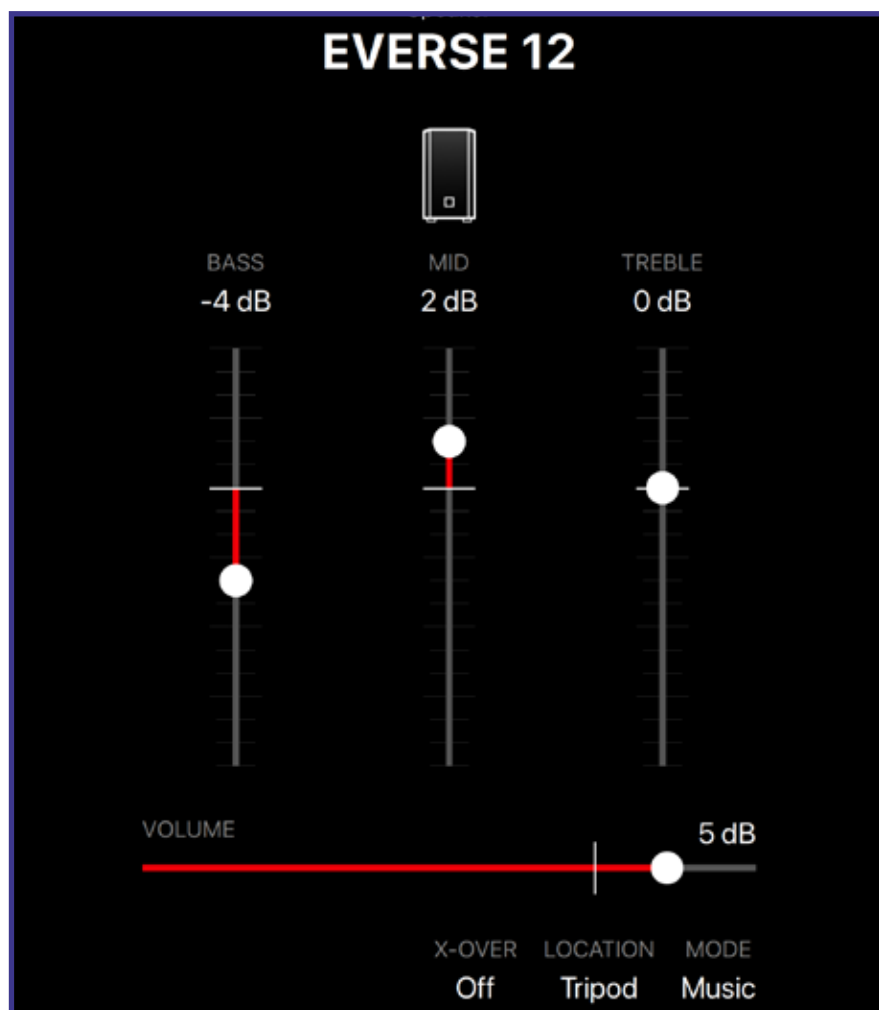 EVERSE 12
BASS MID TREBLE
-4 dB 2 dB 0 dB
VOLUME 5 dB
X-OVER LOCATION MODE
Off Tripod Music